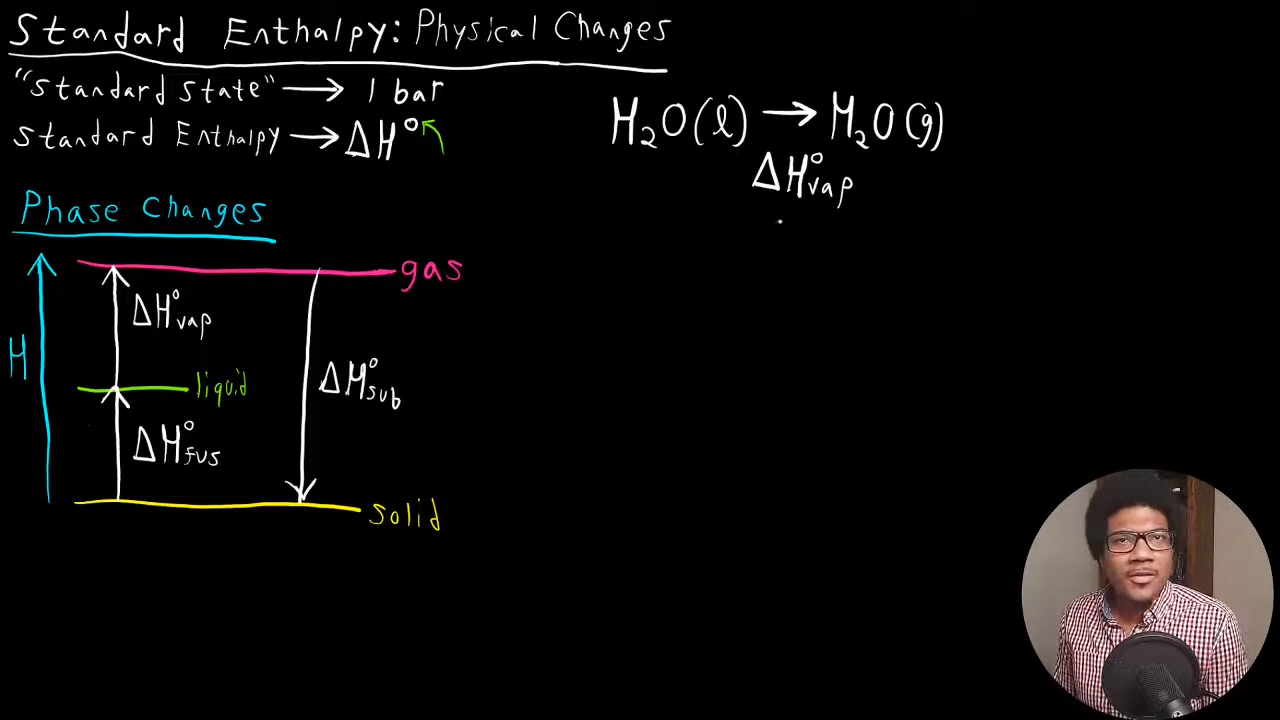 Standard Enthalpy: Physical Changes
"Standard State" → 1 bar
Standard Enthalpy → ΔH°
H₂O(l) → H₂O(g)
ΔH°vap
Phase Changes
gas
ΔH°vap
H
liquid
ΔH°sub
ΔH°fus
solid